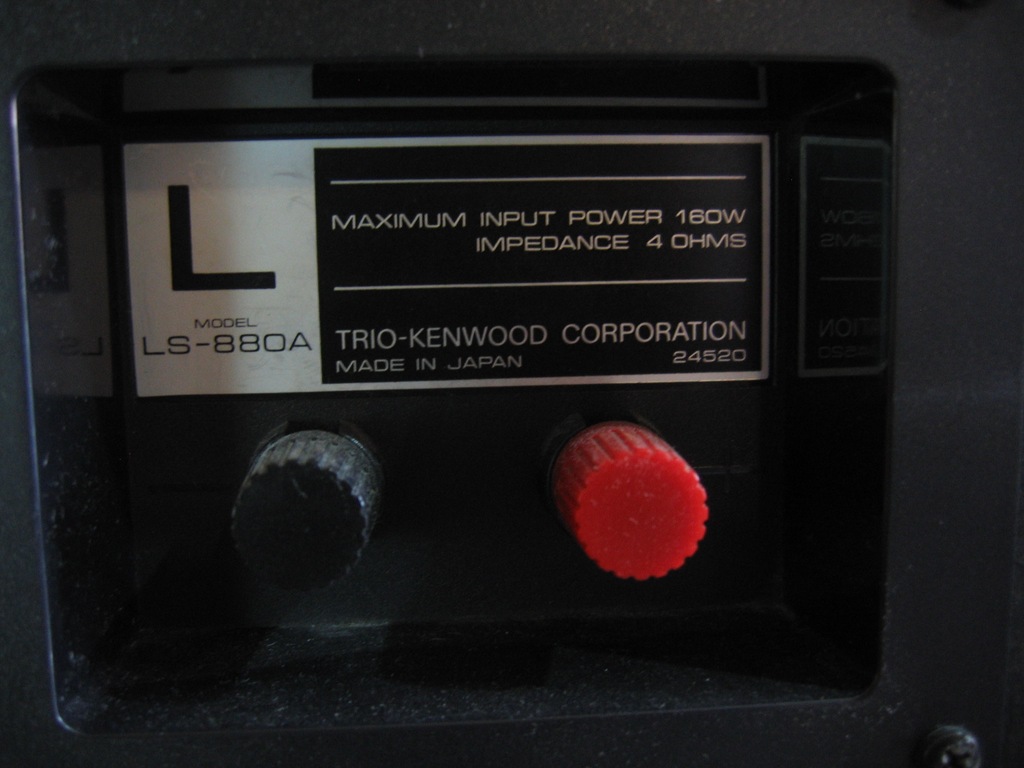 L
MODEL
LS-880A
MAXIMUM INPUT POWER 160W
IMPEDANCE 4 OHMS
TRIO-KENWOOD CORPORATION
MADE IN JAPAN 24520